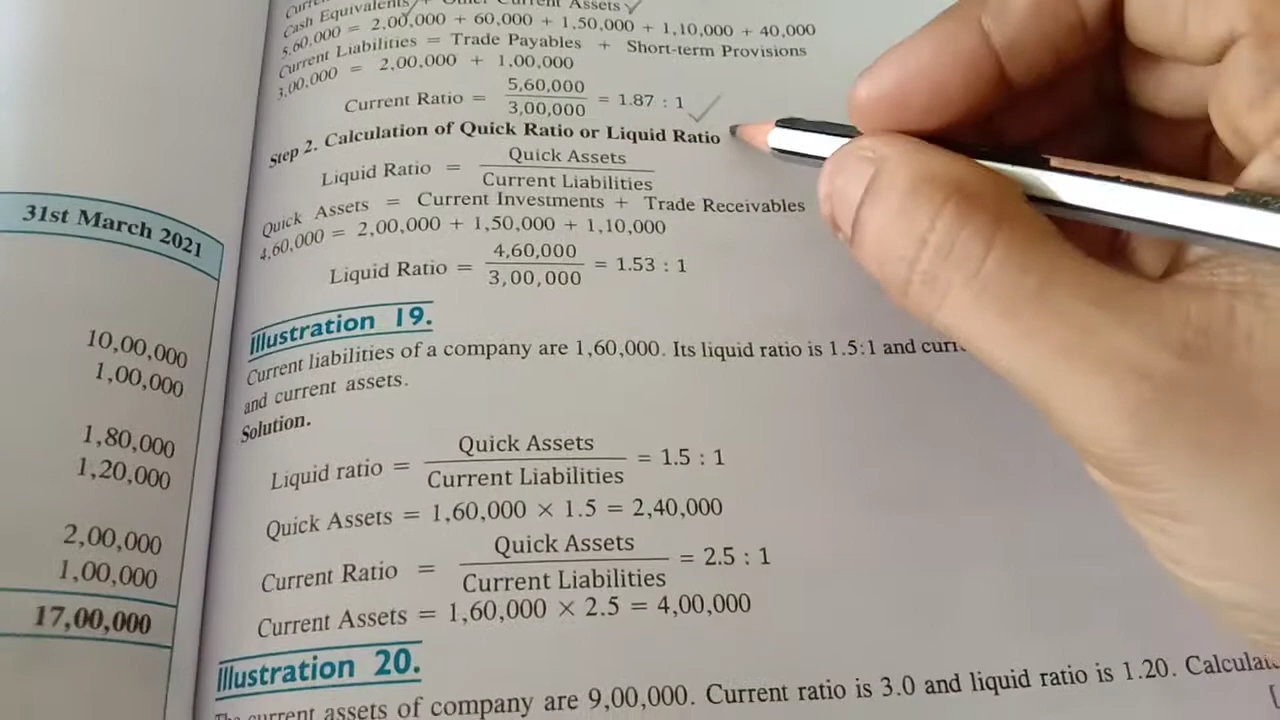 31st March 2021
10,00,000
1,00,000
1,80,000
1,20,000
2,00,000
1,00,000
17,00,000
Cash Equivalents + Current Assets
5,60,000 = 2,00,000 + 60,000 + 1,50,000 + 1,10,000 + 40,000
Current Liabilities = Trade Payables + Short-term Provisions
3,00,000 = 2,00,000 + 1,00,000
Current Ratio = 5,60,000 / 3,00,000 = 1.87 : 1
Step 2. Calculation of Quick Ratio or Liquid Ratio
Liquid Ratio = Quick Assets / Current Liabilities
Quick Assets = Current Investments + Trade Receivables
4,60,000 = 2,00,000 + 1,50,000 + 1,10,000
Liquid Ratio = 4,60,000 / 3,00,000 = 1.53 : 1
Illustration 19.
Current liabilities of a company are 1,60,000. Its liquid ratio is 1.5:1 and
and current assets.
Solution.
Liquid ratio = Quick Assets / Current Liabilities = 1.5 : 1
Quick Assets = 1,60,000 × 1.5 = 2,40,000
Current Ratio = Quick Assets / Current Liabilities = 2.5 : 1
Current Assets = 1,60,000 × 2.5 = 4,00,000
Illustration 20.
The current assets of company are 9,00,000. Current ratio is 3.0 and liquid ratio is 1.20.